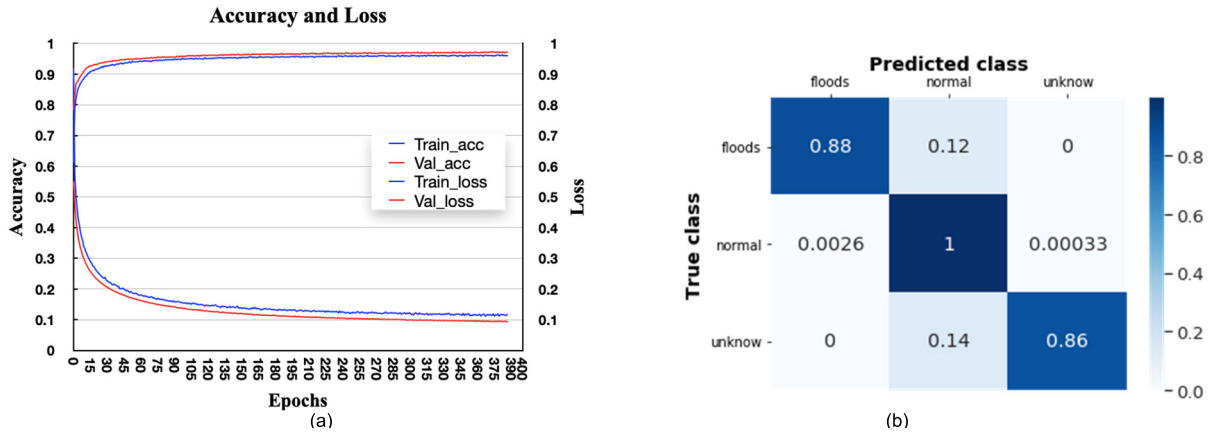 Accuracy and Loss
1
0.9
0.8
0.7
0.6
0.5
0.4
0.3
0.2
0.1
0
Accuracy
Train_acc
Val_acc
Train_loss
Val_loss
1
0.9
0.8
0.7
0.6
0.5
0.4
0.3
0.2
0.1
Loss
0 15 30 45 60 75 90 105 120 135 150 165 180 195 210 225 240 255 270 285 300 315 330 345 360 375 390 400
Epochs
(a)
Predicted class
floods normal unknow
True class
floods 0.88 0.12 0
normal 0.0026 1 0.00033
unknow 0 0.14 0.86
0.8
0.6
0.4
0.2
0.0
(b)